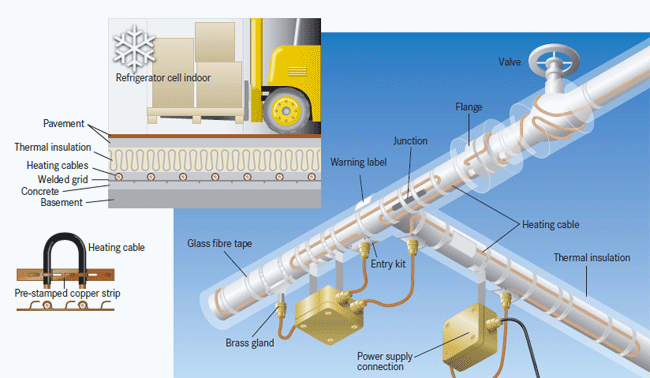 Refrigerator cell indoor
Pavement
Thermal insulation
Heating cables
Welded grid
Concrete
Basement
Heating cable
Pre-stamped copper strip
Valve
Flange
Junction
Warning label
Heating cable
Glass fibre tape
Entry kit
Thermal insulation
Brass gland
Power supply
connection